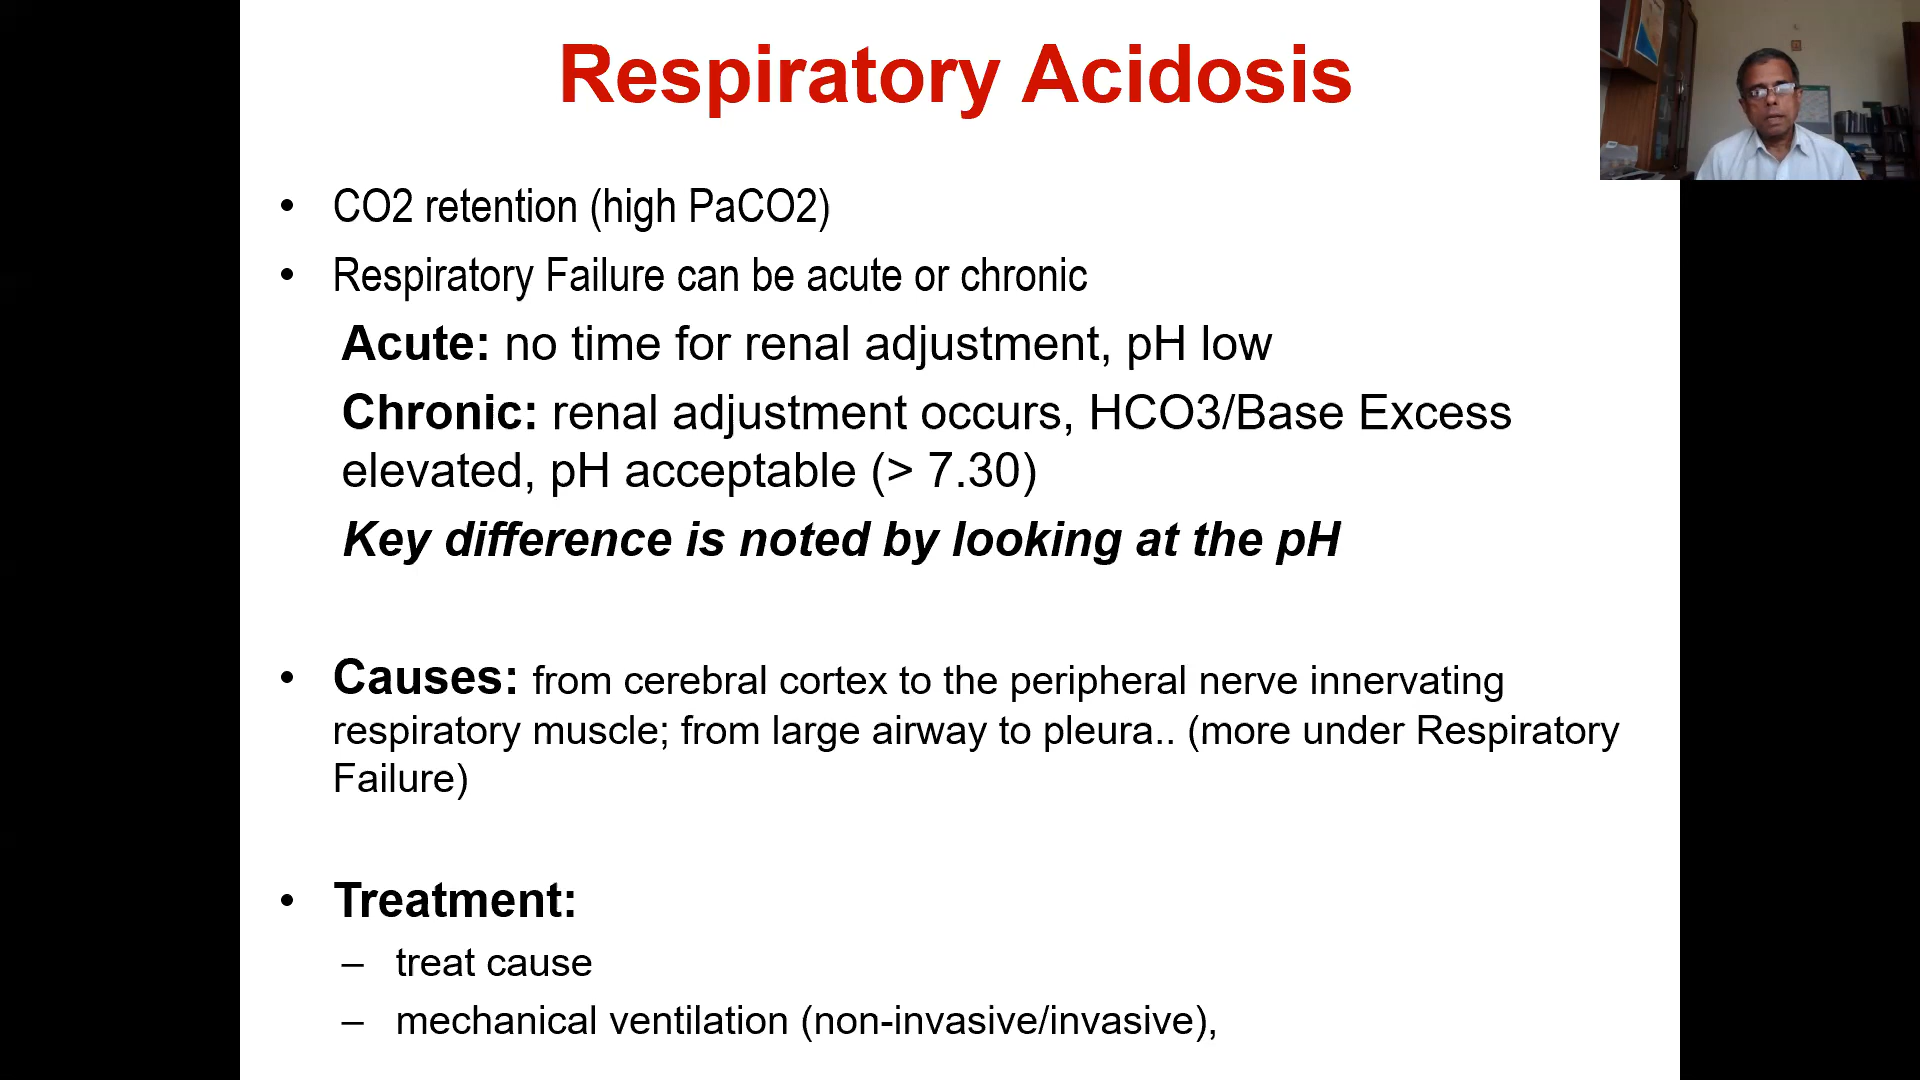 Respiratory Acidosis
• CO2 retention (high PaCO2)
• Respiratory Failure can be acute or chronic
Acute: no time for renal adjustment, pH low
Chronic: renal adjustment occurs, HCO3/Base Excess
elevated, pH acceptable (> 7.30)
Key difference is noted by looking at the pH
• Causes: from cerebral cortex to the peripheral nerve innervating
respiratory muscle; from large airway to pleura.. (more under Respiratory
Failure)
• Treatment:
– treat cause
– mechanical ventilation (non-invasive/invasive),